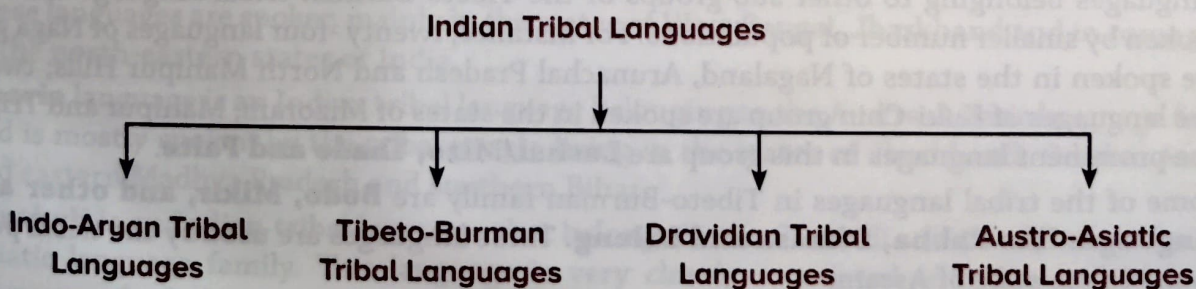 Indian Tribal Languages
Indo-Aryan Tribal
Languages
Tibeto-Burman
Tribal Languages
Dravidian Tribal
Languages
Austro-Asiatic
Tribal Languages